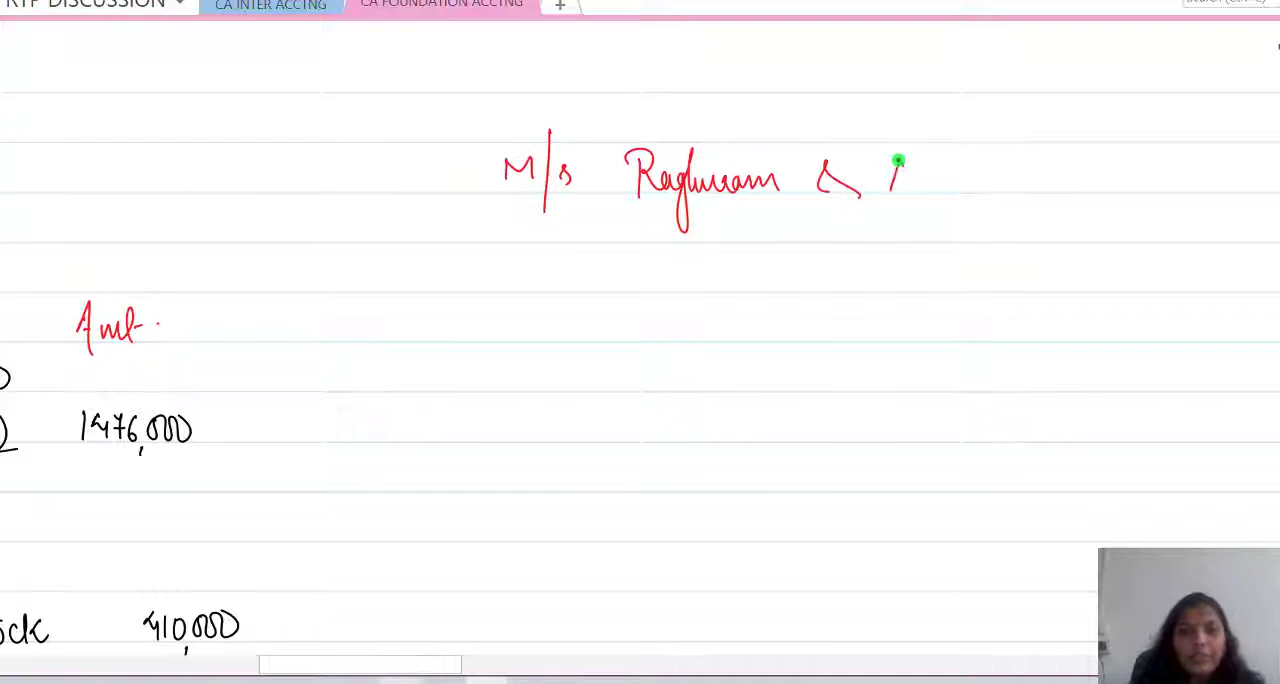 RTP DISCUSSION CA INTER ACCTNG CA FOUNDATION ACCTNG +
M/s Raghuram &
Amt.
1476,000
410,000